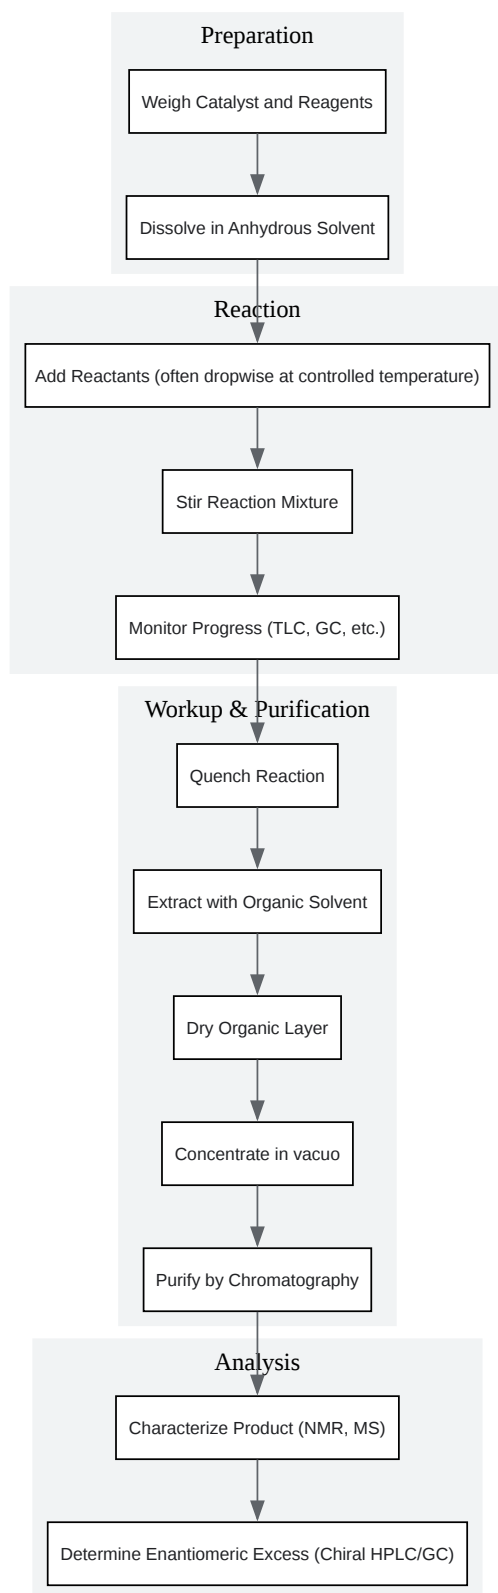 Preparation
Weigh Catalyst and Reagents
Dissolve in Anhydrous Solvent
Reaction
Add Reactants (often dropwise at controlled temperature)
Stir Reaction Mixture
Monitor Progress (TLC, GC, etc.)
Workup & Purification
Quench Reaction
Extract with Organic Solvent
Dry Organic Layer
Concentrate in vacuo
Purify by Chromatography
Analysis
Characterize Product (NMR, MS)
Determine Enantiomeric Excess (Chiral HPLC/GC)